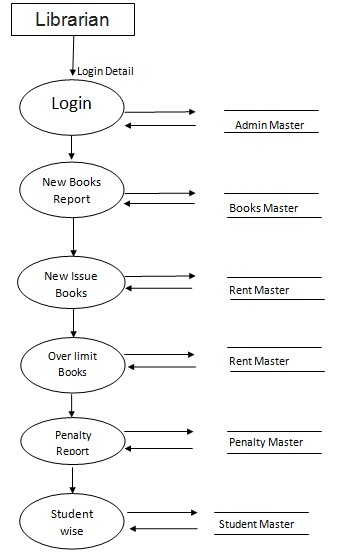 Librarian
Login Detail
Login
Admin Master
New Books
Report
Books Master
New Issue
Books
Rent Master
Over limit
Books
Rent Master
Penalty
Report
Penalty Master
Student
wise
Student Master